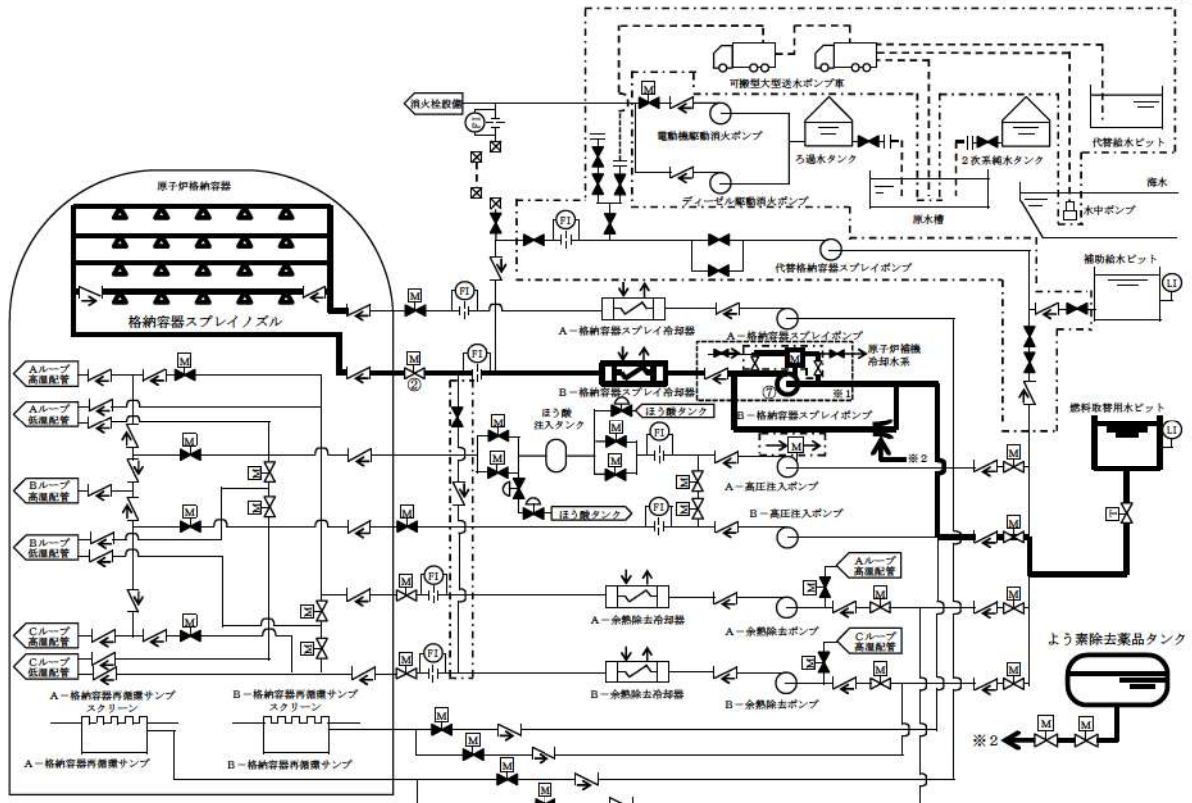 消火栓設備
FI
M
可搬型大型送水ポンプ車
電動機駆動消火ポンプ
ろ過水タンク
2次系純水タンク
代替給水ピット
ディーゼル駆動消火ポンプ
原水槽
海水
水中ポンプ
原子炉格納容器
FI
代替格納容器スプレイポンプ
補助給水ピット
LI
格納容器スプレイノズル
M
FI
A-格納容器スプレイ冷却器
A-格納容器スプレイポンプ
M
②
FI
B-格納容器スプレイ冷却器
M
⑦
※1
原子炉補機
冷却水系
B-格納容器スプレイポンプ
※2
燃料取替用水ピット
LI
Aループ
高温配管
M
Aループ
低温配管
ほう酸
注入タンク
ほう酸タンク
M
M
M
M
FI
M
A-高圧注入ポンプ
M
M
Bループ
高温配管
M
M
M
ほう酸タンク
M
M
FI
B-高圧注入ポンプ
M
T
Bループ
低温配管
M
Aループ
高温配管
M
FI
A-余熱除去冷却器
A-余熱除去ポンプ
M
M
M
Cループ
高温配管
M
M
Cループ
高温配管
Cループ
低温配管
M
FI
B-余熱除去冷却器
B-余熱除去ポンプ
M
M
M
よう素除去薬品タンク
A-格納容器再循環サンプ
スクリーン
B-格納容器再循環サンプ
スクリーン
A-格納容器再循環サンプ
B-格納容器再循環サンプ
M
M
M
M
※2
M
M